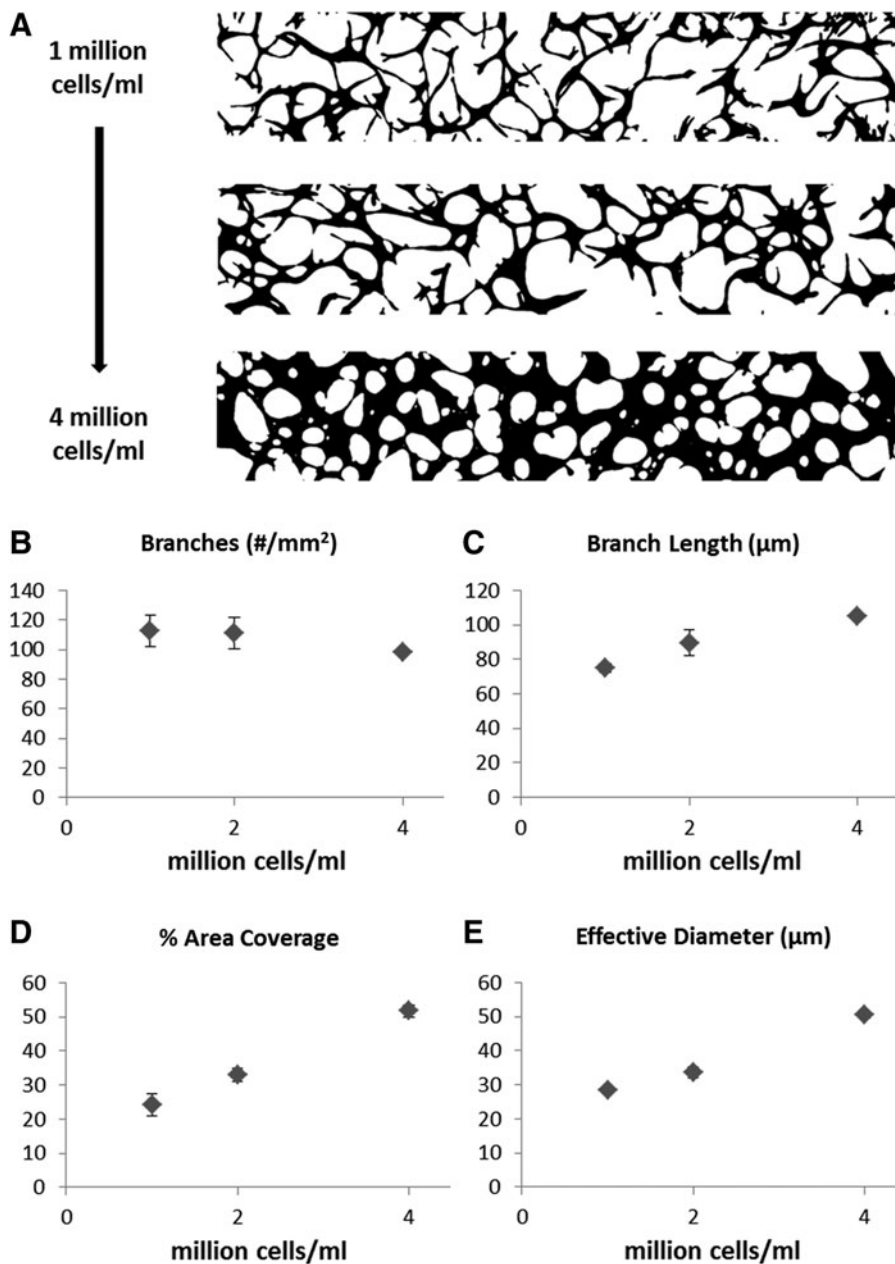 A
1 million
cells/ml
4 million
cells/ml
B
Branches (#/mm²)
140
120
100
80
60
40
20
0
0
2
4
million cells/ml
C
Branch Length (µm)
120
100
80
60
40
20
0
0
2
4
million cells/ml
D
% Area Coverage
60
50
40
30
20
10
0
0
2
4
million cells/ml
E
Effective Diameter (µm)
60
50
40
30
20
10
0
0
2
4
million cells/ml